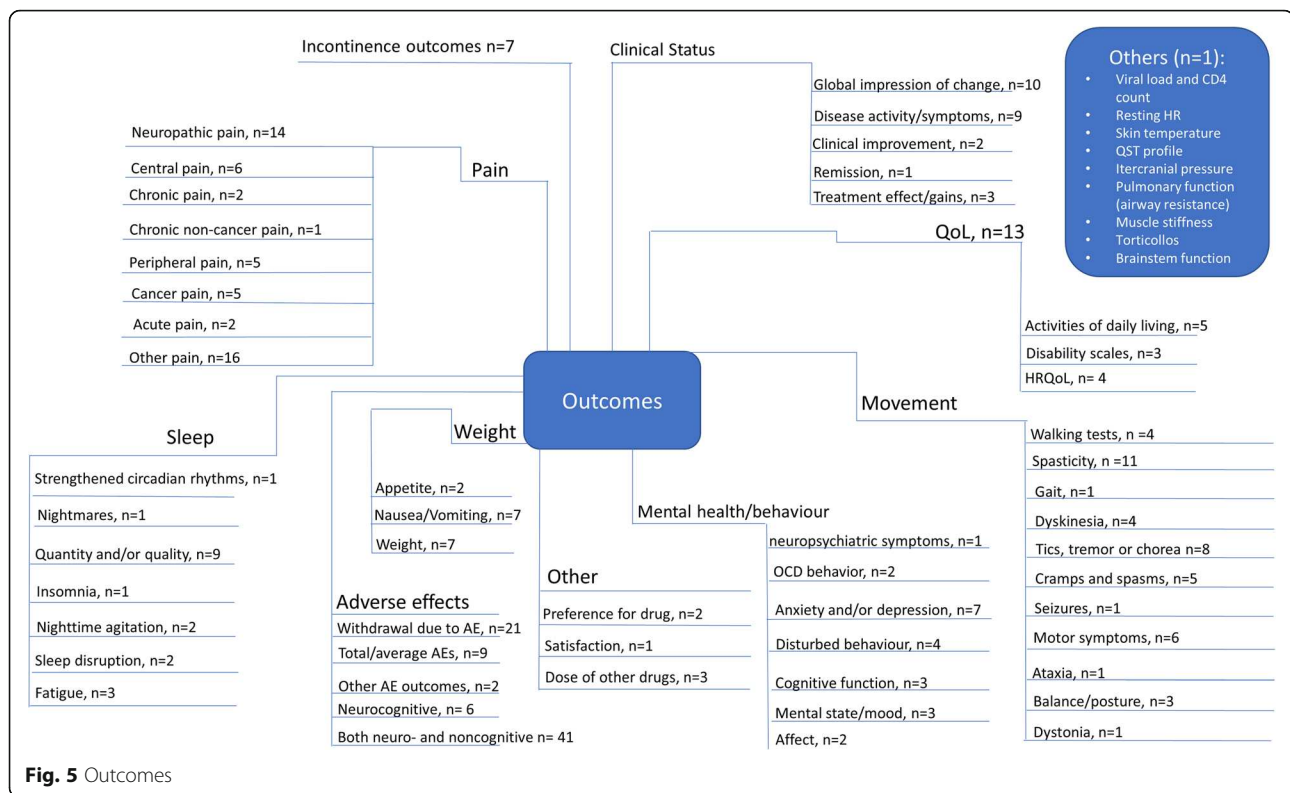 Incontinence outcomes n=7
Clinical Status
Global impression of change, n=10
Disease activity/symptoms, n=9
Clinical improvement, n=2
Remission, n=1
Treatment effect/gains, n=3
Others (n=1):
• Viral load and CD4
count
• Resting HR
• Skin temperature
• QST profile
• Itercranial pressure
• Pulmonary function
(airway resistance)
• Muscle stiffness
• Torticollos
• Brainstem function
Pain
Neuropathic pain, n=14
Central pain, n=6
Chronic pain, n=2
Chronic non-cancer pain, n=1
Peripheral pain, n=5
Cancer pain, n=5
Acute pain, n=2
Other pain, n=16
QoL, n=13
Activities of daily living, n=5
Disability scales, n=3
HRQoL, n= 4
Outcomes
Sleep
Strengthened circadian rhythms, n=1
Nightmares, n=1
Quantity and/or quality, n=9
Insomnia, n=1
Nighttime agitation, n=2
Sleep disruption, n=2
Fatigue, n=3
Weight
Appetite, n=2
Nausea/Vomiting, n=7
Weight, n=7
Adverse effects
Withdrawal due to AE, n=21
Total/average AEs, n=9
Other AE outcomes, n=2
Neurocognitive, n= 6
Both neuro- and noncognitive n= 41
Other
Preference for drug, n=2
Satisfaction, n=1
Dose of other drugs, n=3
Mental health/behaviour
neuropsychiatric symptoms, n=1
OCD behavior, n=2
Anxiety and/or depression, n=7
Disturbed behaviour, n=4
Cognitive function, n=3
Mental state/mood, n=3
Affect, n=2
Movement
Walking tests, n =4
Spasticity, n =11
Gait, n=1
Dyskinesia, n=4
Tics, tremor or chorea n=8
Cramps and spasms, n=5
Seizures, n=1
Motor symptoms, n=6
Ataxia, n=1
Balance/posture, n=3
Dystonia, n=1
Fig. 5 Outcomes